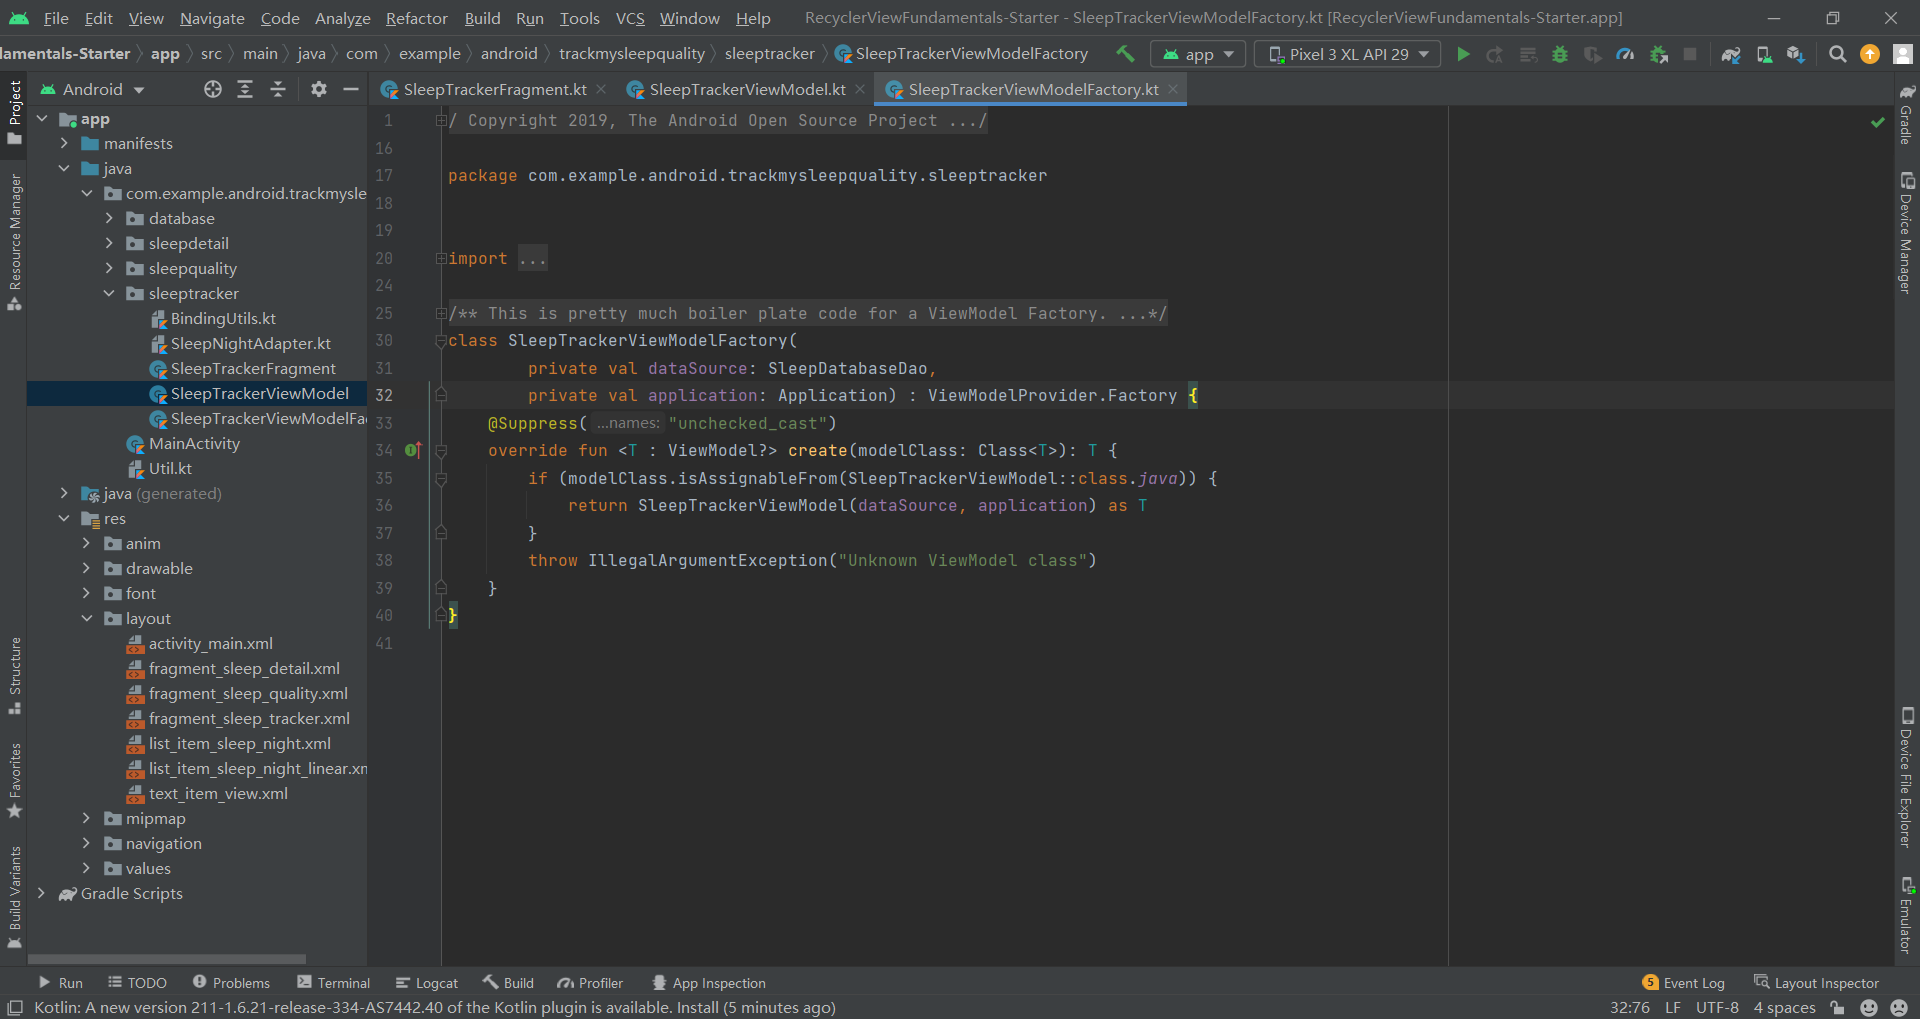 File Edit View Navigate Code Analyze Refactor Build Run Tools VCS Window Help RecyclerViewFundamentals-Starter - SleepTrackerViewModelFactory.kt [RecyclerViewFundamentals-Starter.app]
lamentals-Starter app src main java com example android trackmysleepquality sleeptracker SleepTrackerViewModelFactory app Pixel 3 XL API 29
Android SleepTrackerFragment.kt SleepTrackerViewModel.kt SleepTrackerViewModelFactory.kt
Project
Resource Manager
Structure
Favorites
Build Variants
app
manifests
java
com.example.android.trackmysle
database
sleepdetail
sleepquality
sleeptracker
BindingUtils.kt
SleepNightAdapter.kt
SleepTrackerFragment
SleepTrackerViewModel
SleepTrackerViewModelFa
MainActivity
Util.kt
java (generated)
res
anim
drawable
font
layout
activity_main.xml
fragment_sleep_detail.xml
fragment_sleep_quality.xml
fragment_sleep_tracker.xml
list_item_sleep_night.xml
list_item_sleep_night_linear.xm
text_item_view.xml
mipmap
navigation
values
Gradle Scripts
1 / Copyright 2019, The Android Open Source Project .../
16
17 package com.example.android.trackmysleepquality.sleeptracker
18
19
20 import ...
24
25 /** This is pretty much boiler plate code for a ViewModel Factory. ...*/
30 class SleepTrackerViewModelFactory(
31 private val dataSource: SleepDatabaseDao,
32 private val application: Application) : ViewModelProvider.Factory {
33 @Suppress( ...names: "unchecked_cast")
34 override fun <T : ViewModel?> create(modelClass: Class<T>): T {
35 if (modelClass.isAssignableFrom(SleepTrackerViewModel::class.java)) {
36 return SleepTrackerViewModel(dataSource, application) as T
37 }
38 throw IllegalArgumentException("Unknown ViewModel class")
39 }
40 }
41
Gradle
Device Manager
Device File Explorer
Emulator
Run TODO Problems Terminal Logcat Build Profiler App Inspection 5 Event Log Layout Inspector
Kotlin: A new version 211-1.6.21-release-334-AS7442.40 of the Kotlin plugin is available. Install (5 minutes ago) 32:76 LF UTF-8 4 spaces